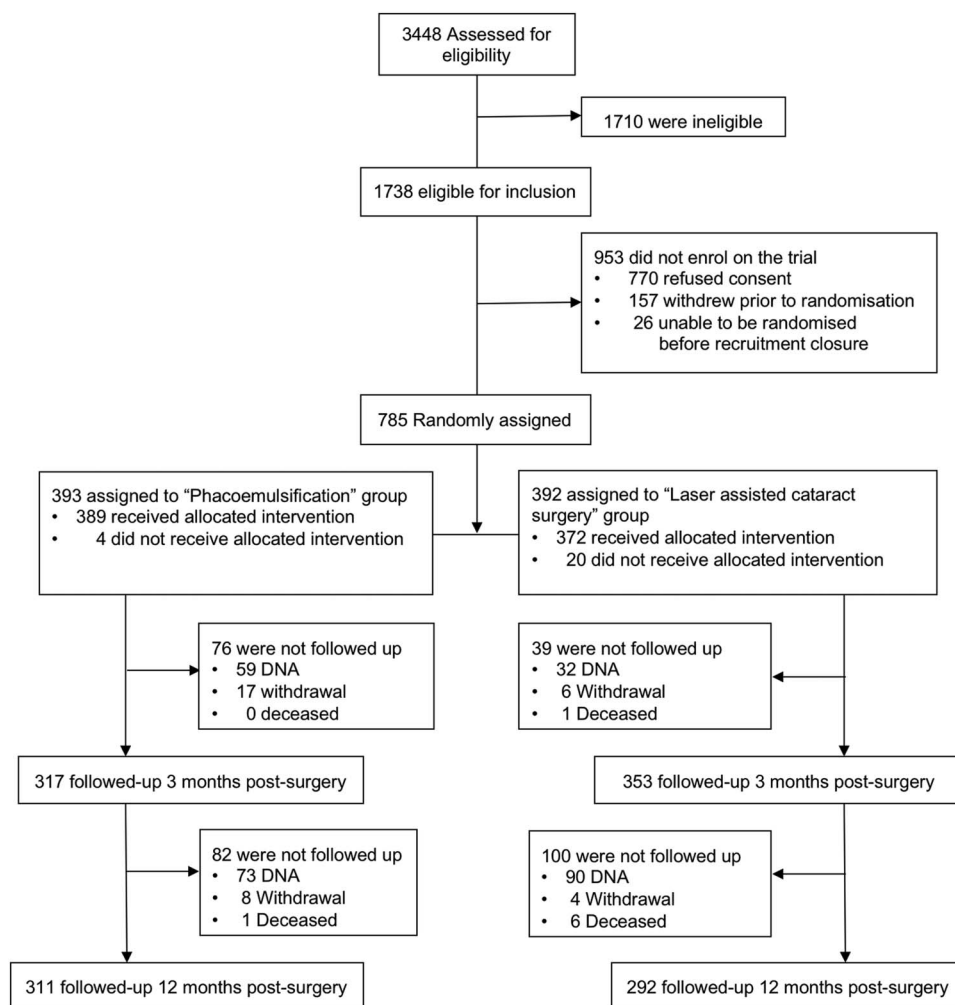 3448 Assessed for
eligibility
1710 were ineligible
1738 eligible for inclusion
953 did not enrol on the trial
• 770 refused consent
• 157 withdrew prior to randomisation
• 26 unable to be randomised
before recruitment closure
785 Randomly assigned
393 assigned to “Phacoemulsification” group
• 389 received allocated intervention
• 4 did not receive allocated intervention
392 assigned to “Laser assisted cataract
surgery” group
• 372 received allocated intervention
• 20 did not receive allocated intervention
76 were not followed up
• 59 DNA
• 17 withdrawal
• 0 deceased
39 were not followed up
• 32 DNA
• 6 Withdrawal
• 1 Deceased
317 followed-up 3 months post-surgery
353 followed-up 3 months post-surgery
82 were not followed up
• 73 DNA
• 8 Withdrawal
• 1 Deceased
100 were not followed up
• 90 DNA
• 4 Withdrawal
• 6 Deceased
311 followed-up 12 months post-surgery
292 followed-up 12 months post-surgery